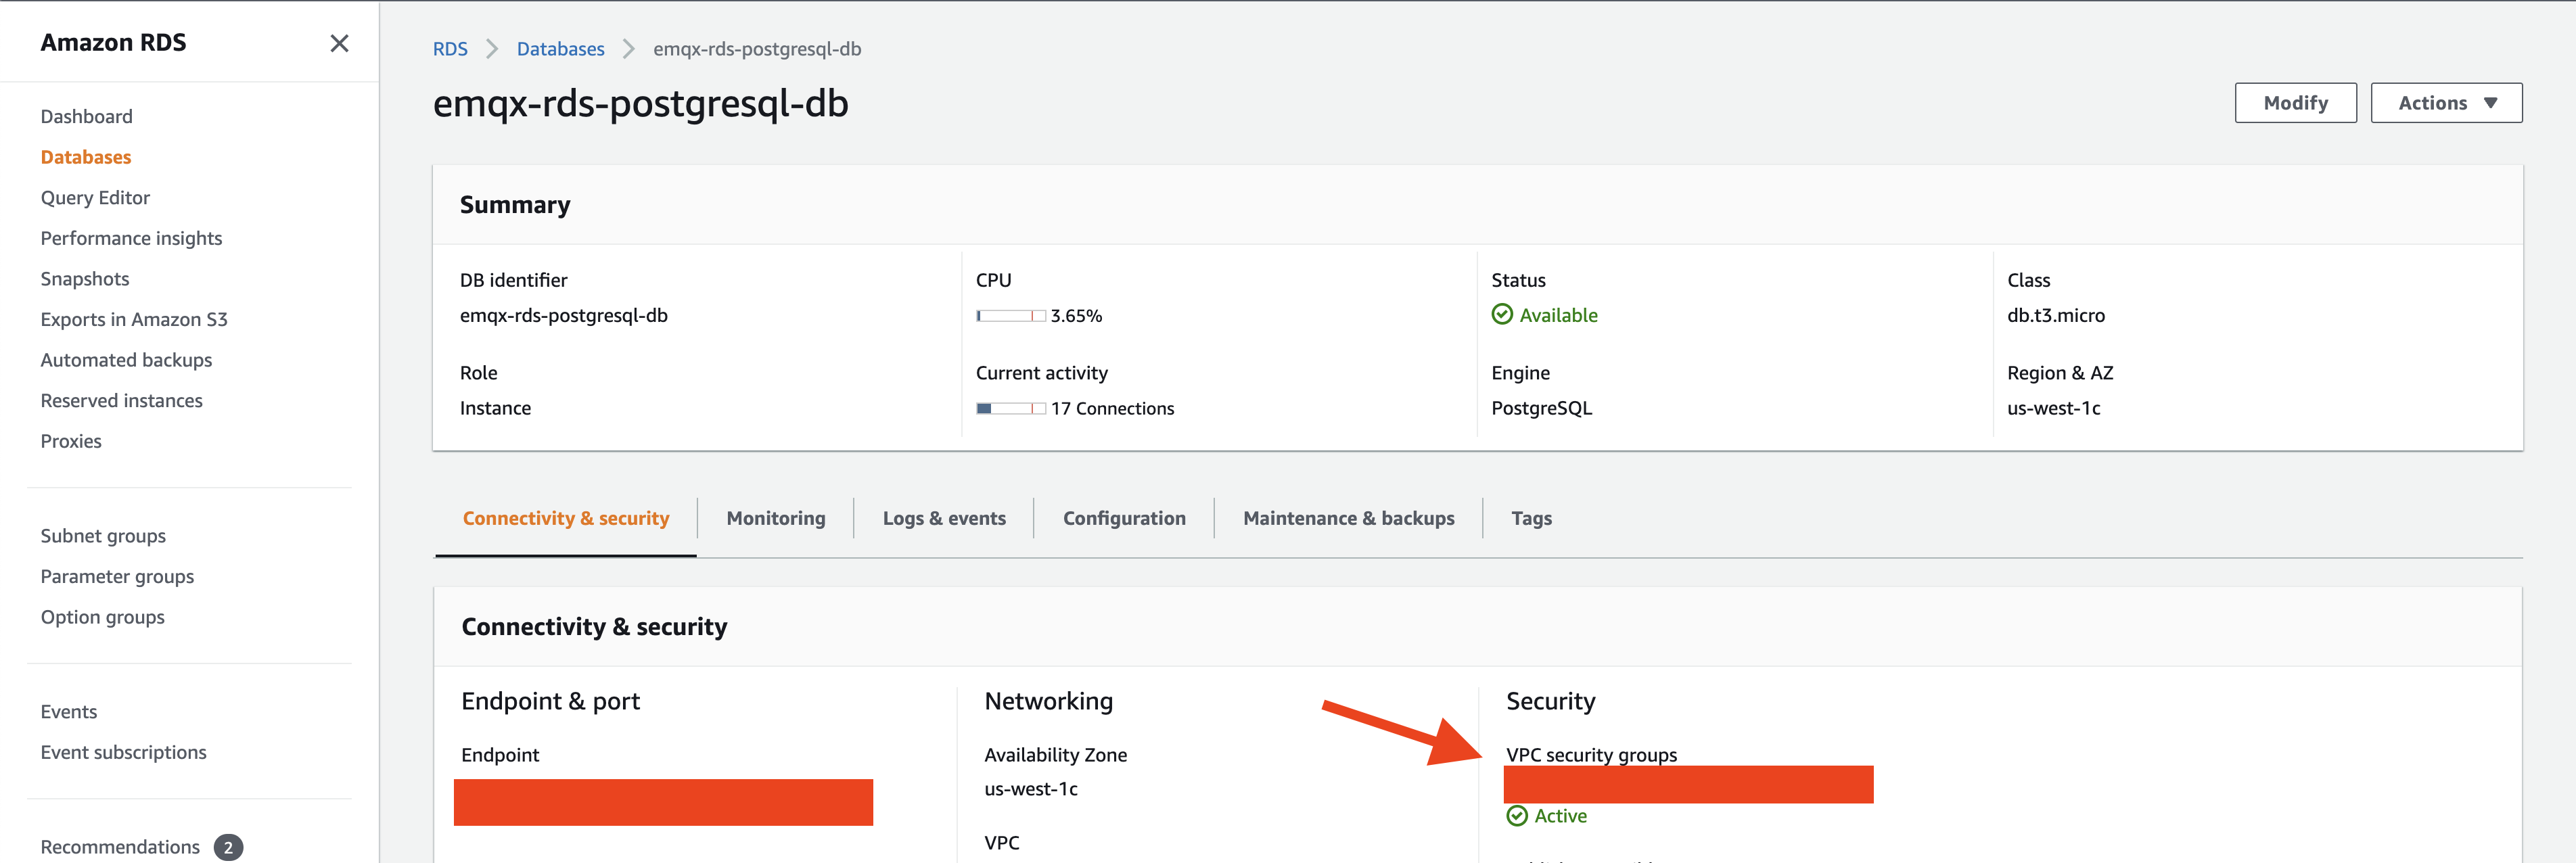 Amazon RDS
Dashboard
Databases
Query Editor
Performance insights
Snapshots
Exports in Amazon S3
Automated backups
Reserved instances
Proxies
Subnet groups
Parameter groups
Option groups
Events
Event subscriptions
Recommendations 2
RDS Databases emqx-rds-postgresql-db
emqx-rds-postgresql-db
Modify Actions
Summary
DB identifier
emqx-rds-postgresql-db
Role
Instance
CPU
3.65%
Current activity
17 Connections
Status
Available
Engine
PostgreSQL
Class
db.t3.micro
Region & AZ
us-west-1c
Connectivity & security Monitoring Logs & events Configuration Maintenance & backups Tags
Connectivity & security
Endpoint & port
Endpoint
Networking
Availability Zone
us-west-1c
VPC
Security
VPC security groups
Active